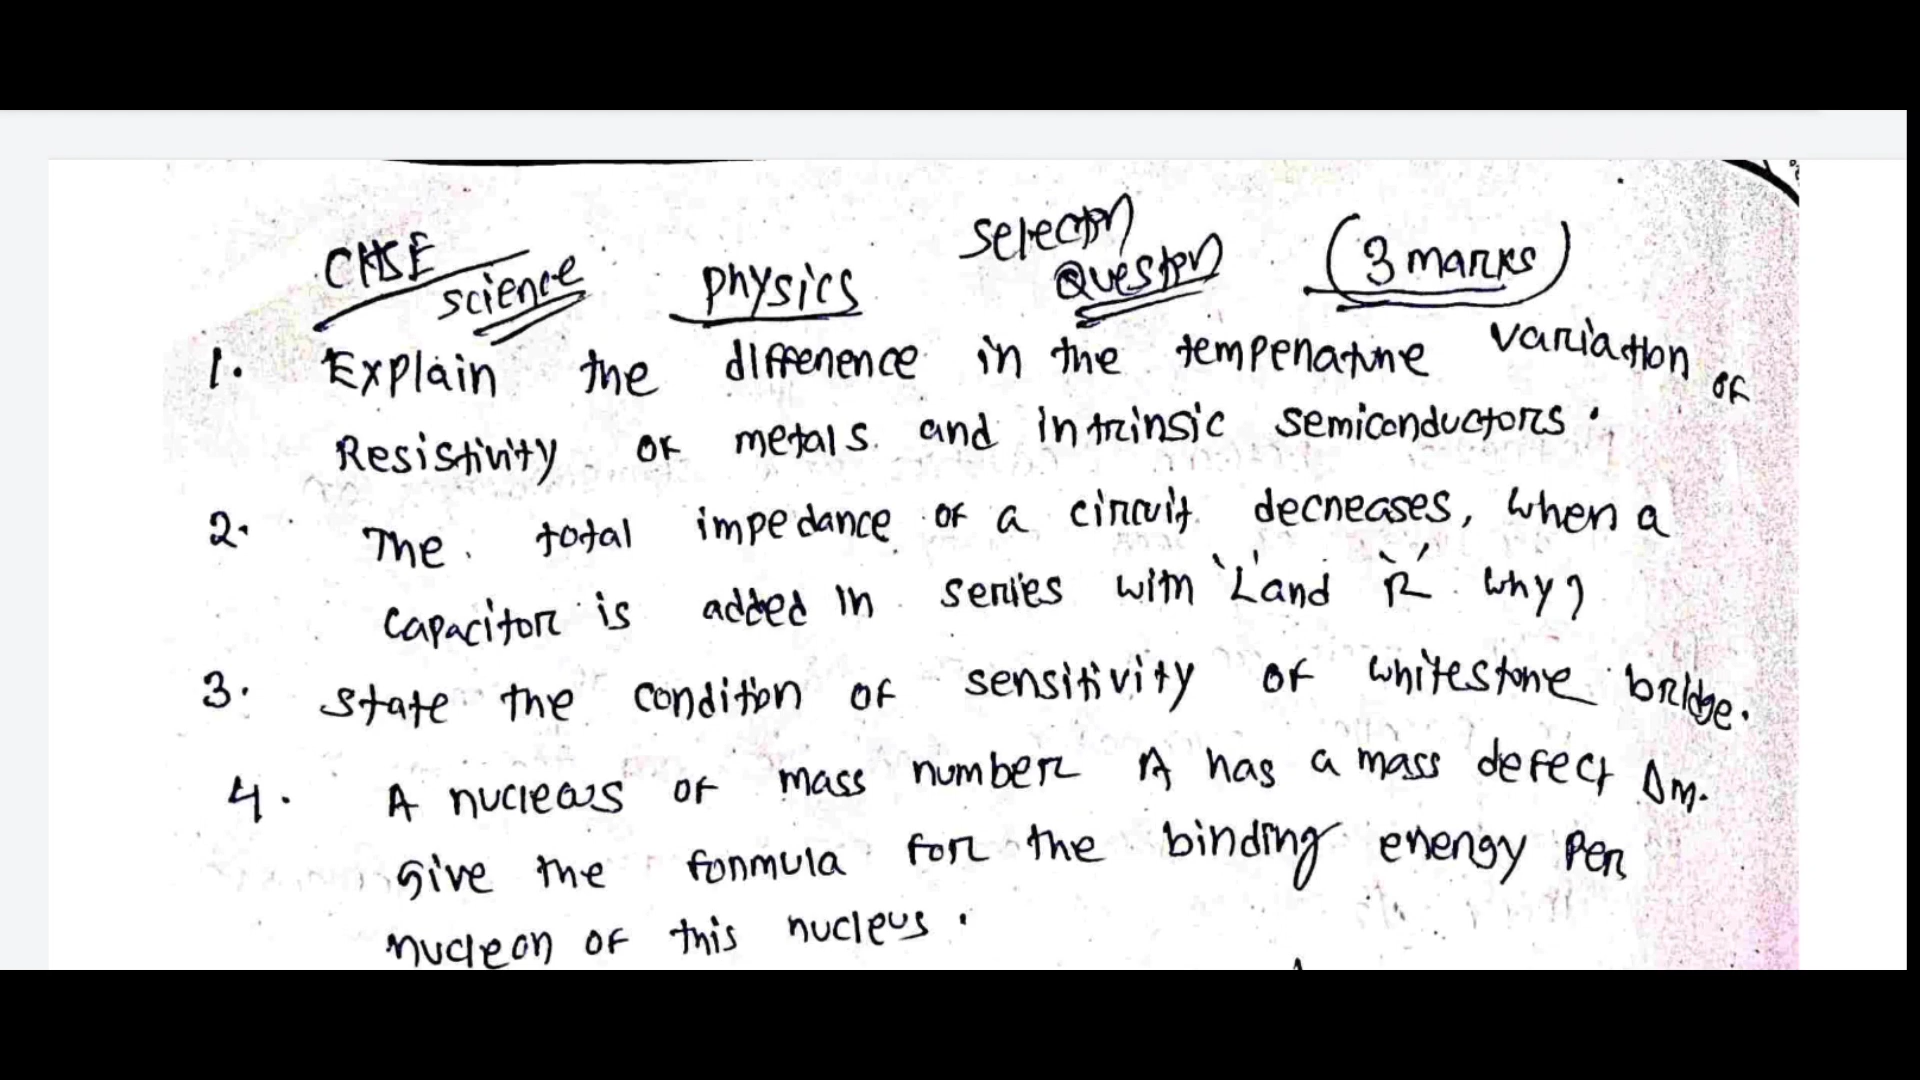 CHSE science physics selection Question (3 marks)
1. Explain the difference in the temperature variation of
Resistivity of metals and intrinsic semiconductors.
2. The total impedance of a circuit decreases, when a
capacitor is added in series with 'L' and 'R' why?
3. state the condition of sensitivity of whitestone bridge.
4. A nucleus of mass number A has a mass defect Δm.
Give the formula for the binding energy per
nucleon of this nucleus.